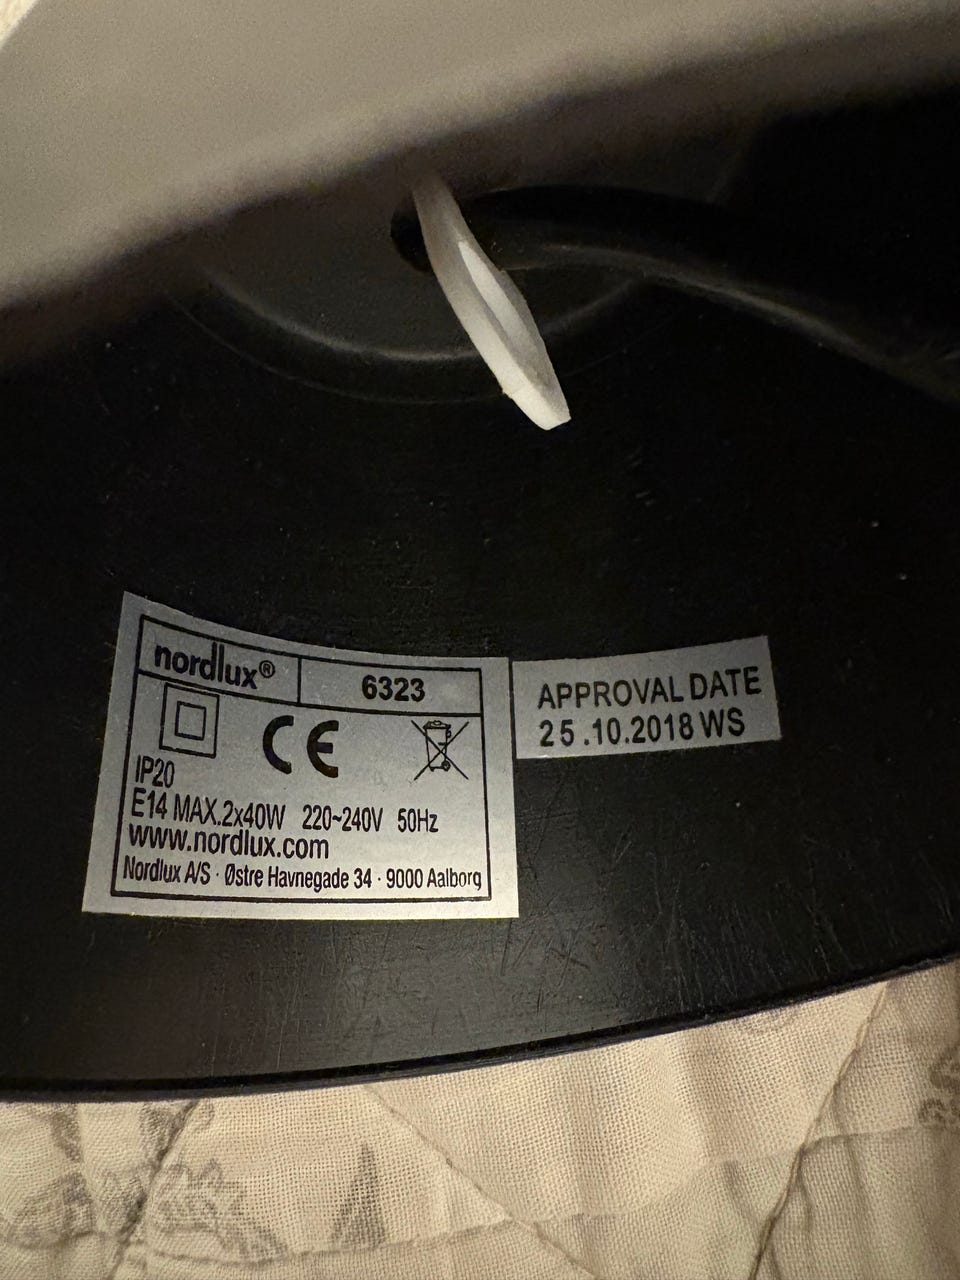 nordlux®
6323
CE
IP20
E14 MAX.2x40W 220~240V 50Hz
www.nordlux.com
Nordlux A/S · Østre Havnegade 34 · 9000 Aalborg
APPROVAL DATE
25.10.2018 WS